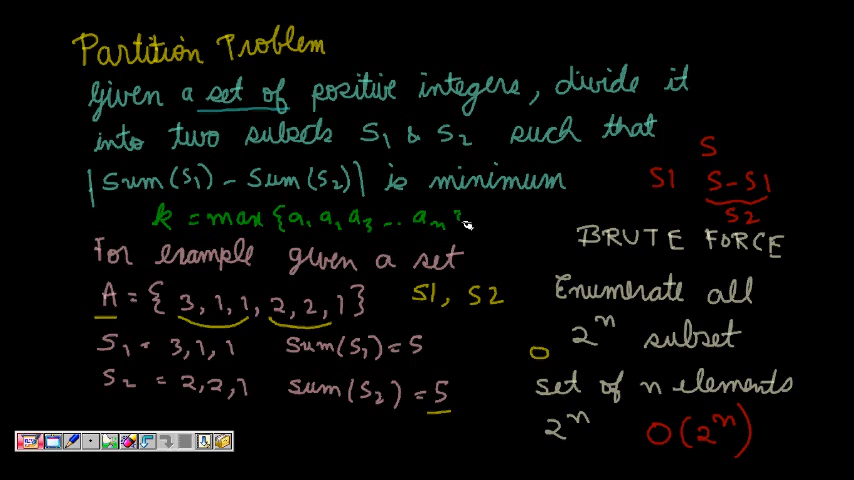 Partition Problem
Given a set of positive integers, divide it
into two subsets S1 & S2 such that
|Sum(S1) - Sum(S2)| is minimum
k = max {a1 a2 a3 -.. an}
For example given a set
A = { 3, 1, 1, 2, 2, 1}
S1, S2
S1 = 3, 1, 1 Sum(S1) = 5
S2 = 2, 2, 1 sum(S2) = 5
S
S1 S-S1
S2
BRUTE FORCE
Enumerate all
2^n subset
0
set of n elements
2^n O(2^n)